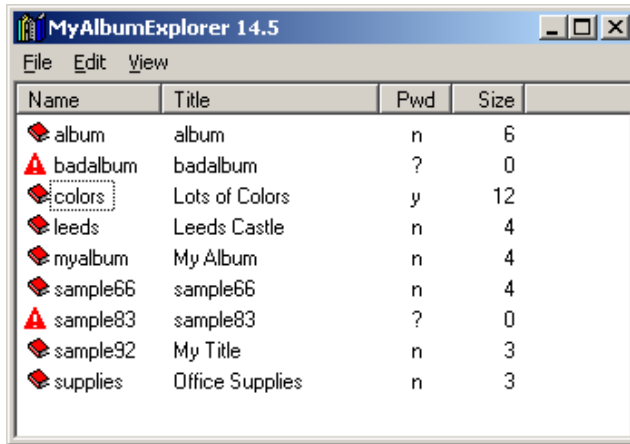 MyAlbumExplorer 14.5
File Edit View
Name Title Pwd Size
album album n 6
badalbum badalbum ? 0
colors Lots of Colors y 12
leeds Leeds Castle n 4
myalbum My Album n 4
sample66 sample66 n 4
sample83 sample83 ? 0
sample92 My Title n 3
supplies Office Supplies n 3